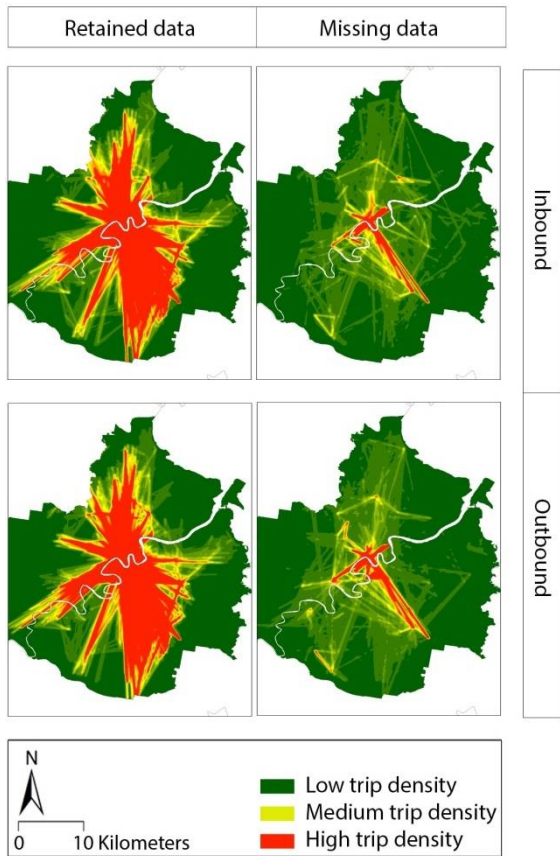 Retained data
Missing data
Inbound
Outbound
N
0 10 Kilometers
Low trip density
Medium trip density
High trip density